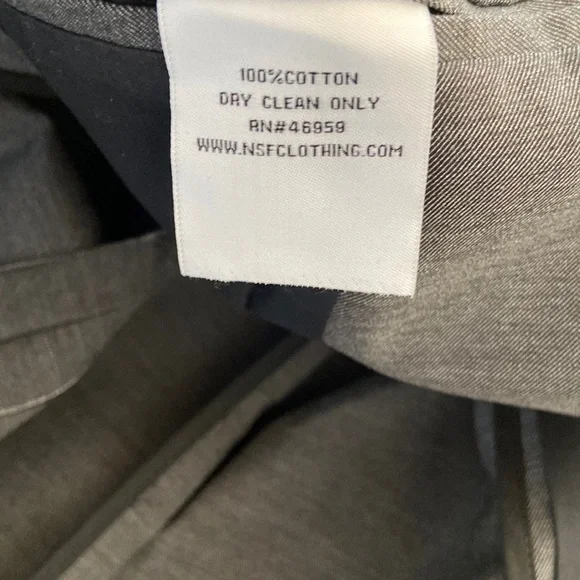 100%COTTON
DRY CLEAN ONLY
RN#46959
WWW.NSFCLOTHING.COM